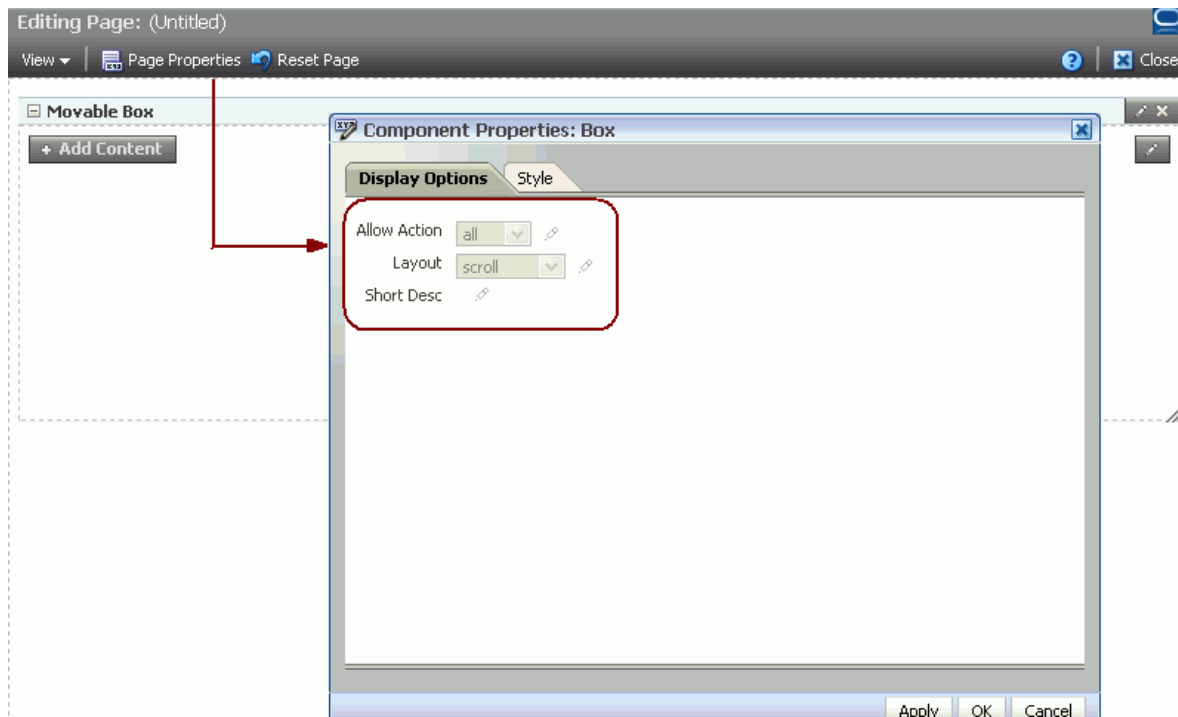 Editing Page: (Untitled)
View Page Properties Reset Page Close
Movable Box
+ Add Content
Component Properties: Box
Display Options Style
Allow Action all
Layout scroll
Short Desc
Apply OK Cancel